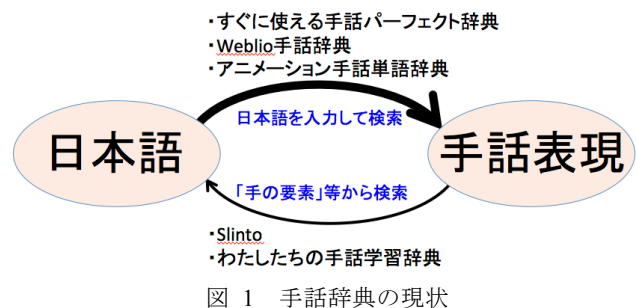 ・すぐに使える手話パーフェクト辞典
・Weblio手話辞典
・アニメーション手話単語辞典
日本語を入力して検索
日本語
手話表現
「手の要素」等から検索
・Slinto
・わたしたちの手話学習辞典
図 1 手話辞典の現状